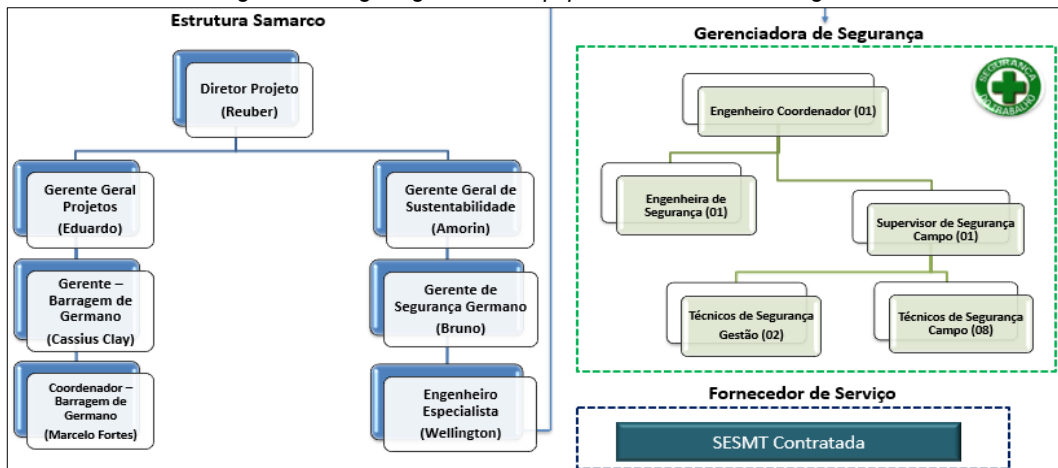 Estrutura Samarco
Diretor Projeto
(Reuber)
Gerente Geral
Projetos
(Eduardo)
Gerente Geral de
Sustentabilidade
(Amorin)
Gerente –
Barragem de
Germano
(Cassius Clay)
Gerente de
Segurança Germano
(Bruno)
Coordenador –
Barragem de
Germano
(Marcelo Fortes)
Engenheiro
Especialista
(Wellington)
Gerenciadora de Segurança
SEGURANÇA
DO TRABALHO
Engenheiro Coordenador (01)
Engenheira de
Segurança (01)
Supervisor de Segurança
Campo (01)
Técnicos de Segurança
Gestão (02)
Técnicos de Segurança
Campo (08)
Fornecedor de Serviço
SESMT Contratada